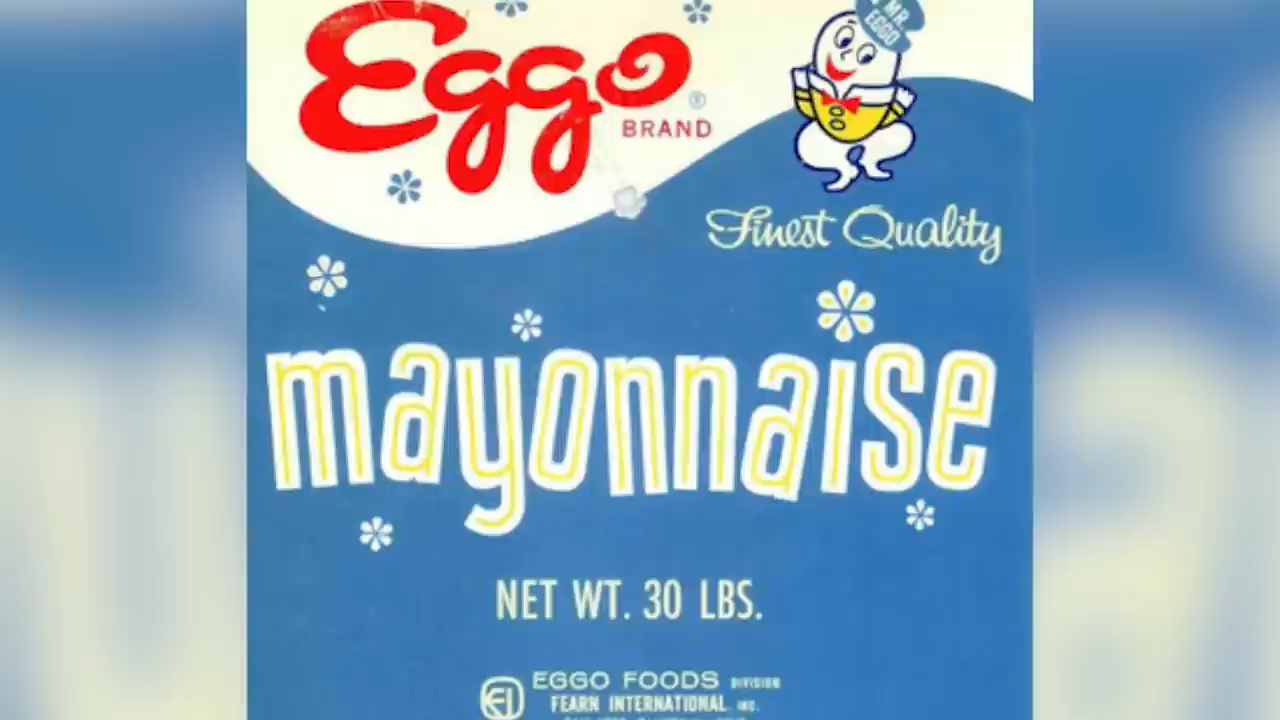 MR.
EGGO
Eggo
®
BRAND
Finest Quality
mayonnaise
NET WT. 30 LBS.
EGGO FOODS DIVISION
FEARN INTERNATIONAL INC.